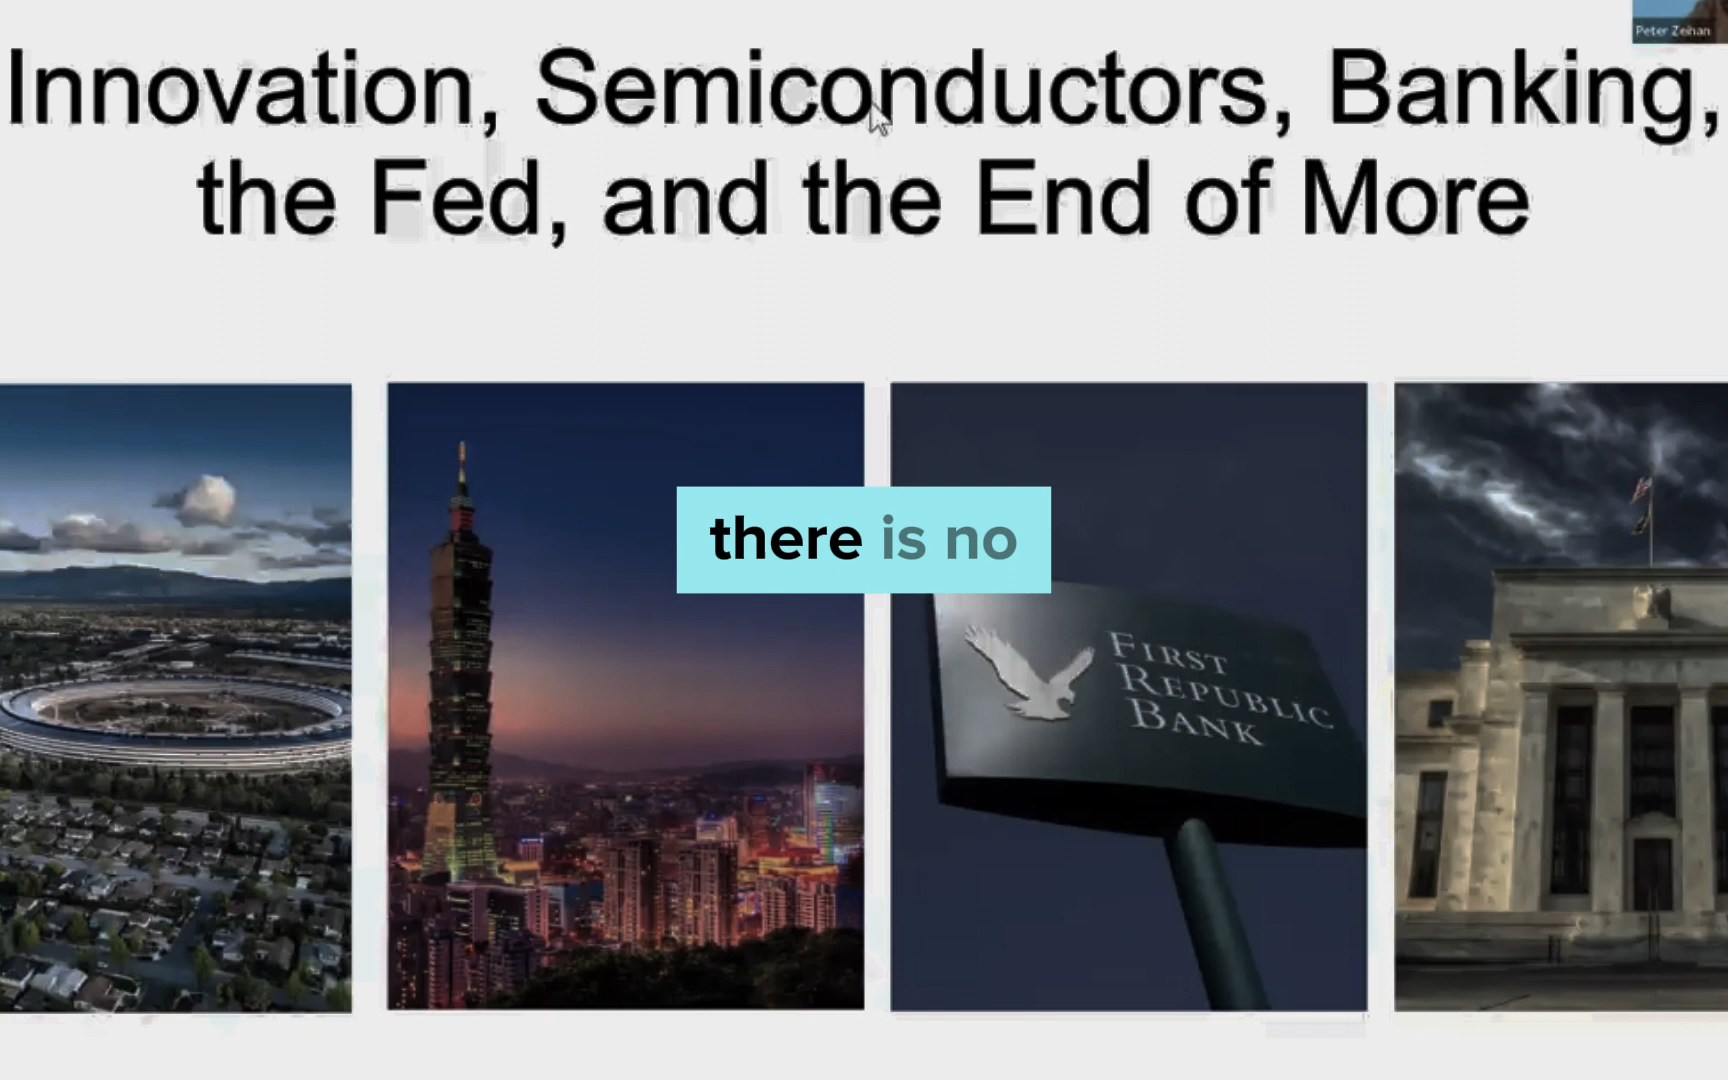 Peter Zeihan
Innovation, Semiconductors, Banking,
the Fed, and the End of More
there is no
FIRST
REPUBLIC
BANK